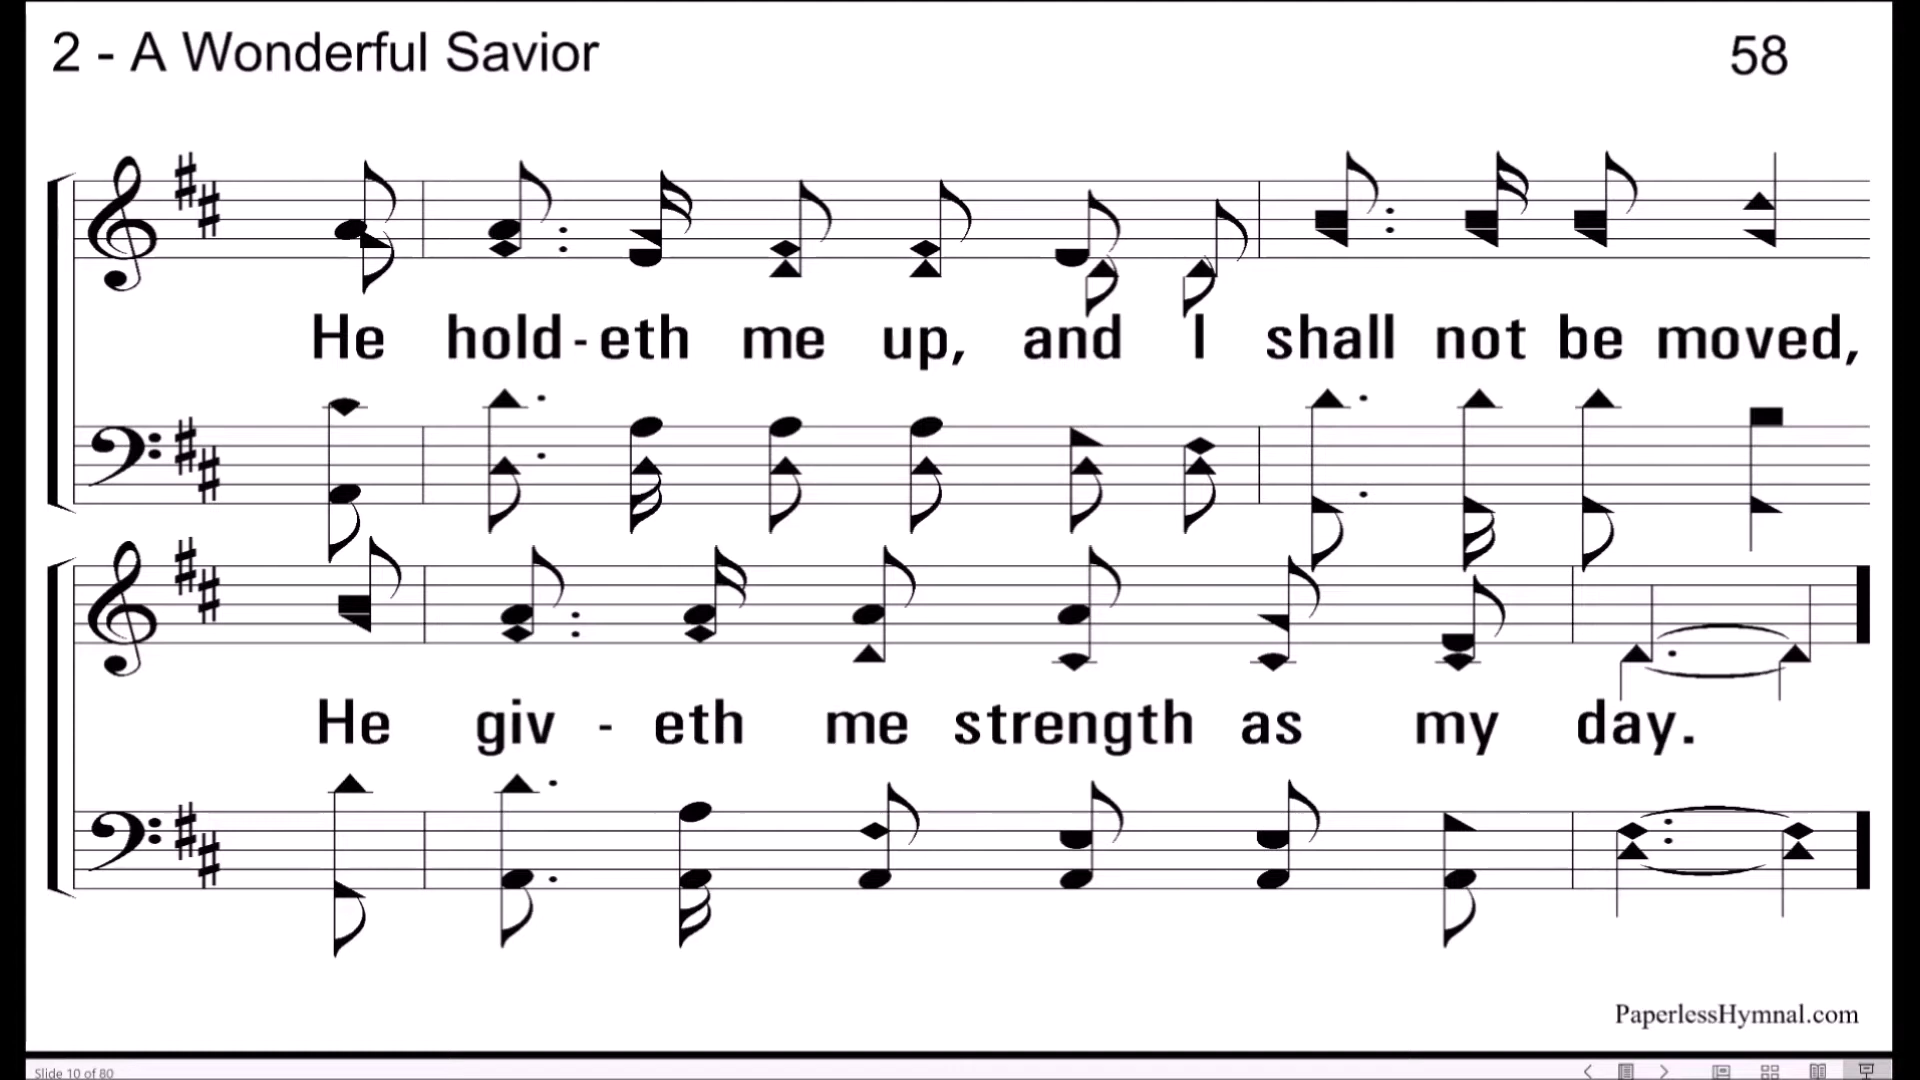 2 - A Wonderful Savior 58
He hold-eth me up, and I shall not be moved,
He giv - eth me strength as my day.
PaperlessHymnal.com
Slide 10 of 80